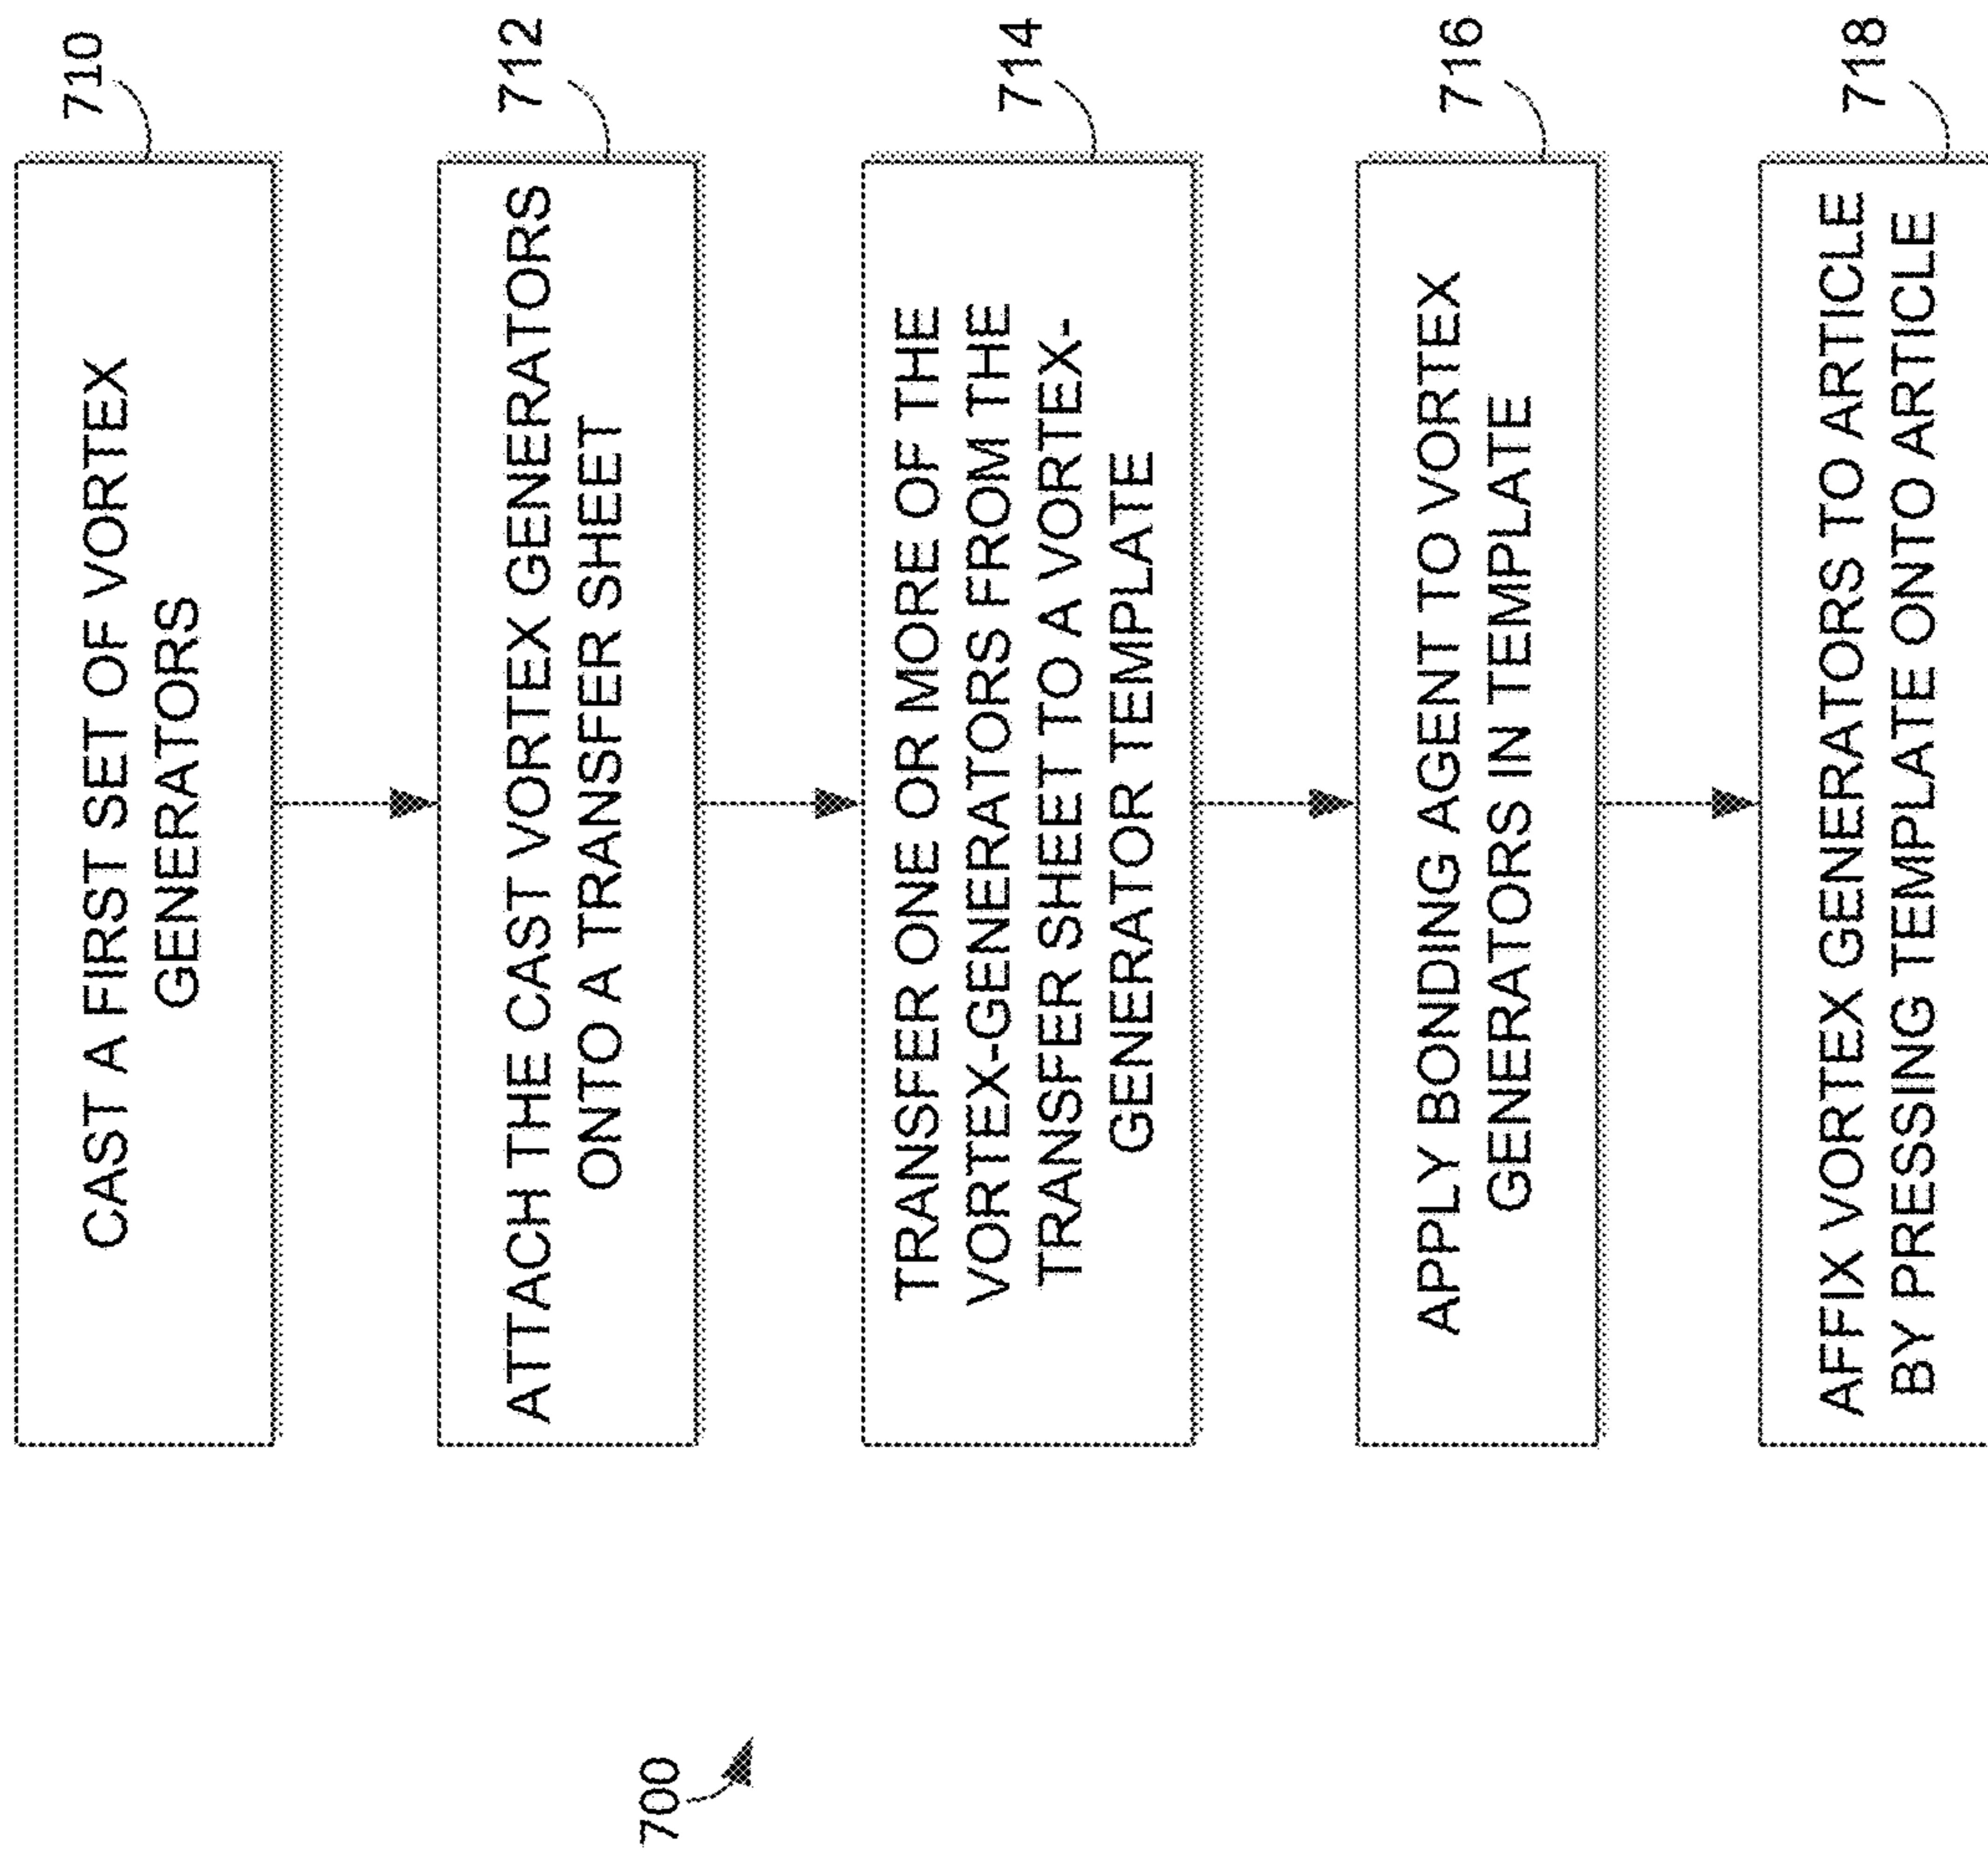 700
710
CAST A FIRST SET OF VORTEX
GENERATORS
712
ATTACH THE CAST VORTEX GENERATORS
ONTO A TRANSFER SHEET
714
TRANSFER ONE OR MORE OF THE
VORTEX-GENERATORS FROM THE
TRANSFER SHEET TO A VORTEX-
GENERATOR TEMPLATE
716
APPLY BONDING AGENT TO VORTEX
GENERATORS IN TEMPLATE
718
AFFIX VORTEX GENERATORS TO ARTICLE
BY PRESSING TEMPLATE ONTO ARTICLE